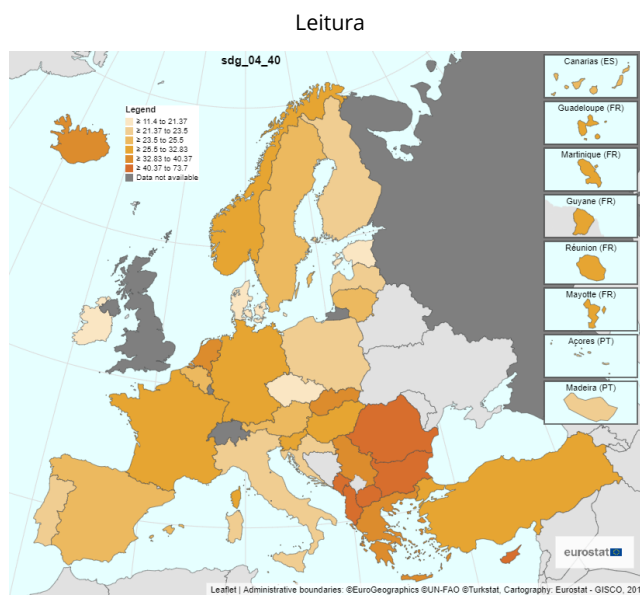 Leitura
sdg_04_40
Legend
≥ 11.4 to 21.37
≥ 21.37 to 23.5
≥ 23.5 to 25.5
≥ 25.5 to 32.83
≥ 32.83 to 40.37
≥ 40.37 to 73.7
Data not available
Canarias (ES)
Guadeloupe (FR)
Martinique (FR)
Guyane (FR)
Réunion (FR)
Mayotte (FR)
Açores (PT)
Madeira (PT)
eurostat
Leaflet | Administrative boundaries: ©EuroGeographics ©UN-FAO ©Turkstat, Cartography: Eurostat - GISCO, 201